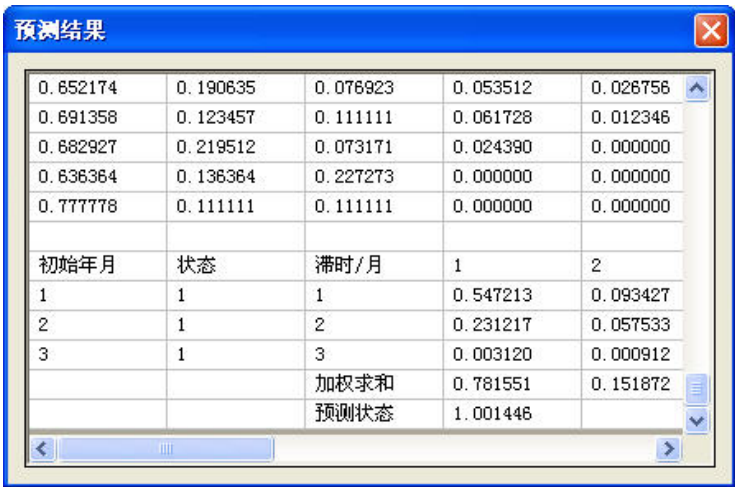 预测结果
0.652174 0.190635 0.076923 0.053512 0.026756
0.691358 0.123457 0.111111 0.061728 0.012346
0.682927 0.219512 0.073171 0.024390 0.000000
0.636364 0.136364 0.227273 0.000000 0.000000
0.777778 0.111111 0.111111 0.000000 0.000000
初始年月 状态 滞时/月 1 2
1 1 1 0.547213 0.093427
2 1 2 0.231217 0.057533
3 1 3 0.003120 0.000912
加权求和 0.781551 0.151872
预测状态 1.001446